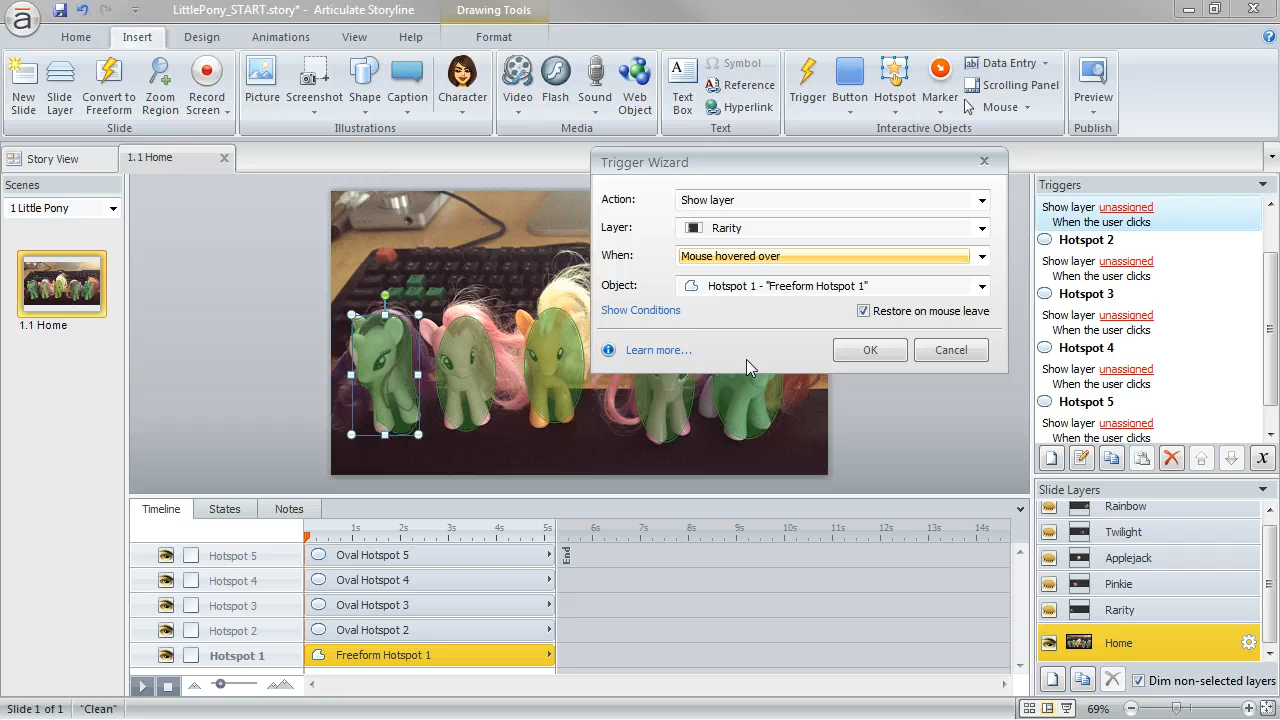 LittlePony_START.story* - Articulate Storyline
Drawing Tools
Home
Insert
Design
Animations
View
Help
Format
New Slide
Slide Layer
Convert to Freeform
Zoom Region
Record Screen
Slide
Picture
Screenshot
Shape
Caption
Character
Illustrations
Video
Flash
Sound
Web Object
Media
Text Box
Symbol
Reference
Hyperlink
Text
Trigger
Button
Hotspot
Marker
Data Entry
Scrolling Panel
Mouse
Interactive Objects
Preview
Publish
Story View
1.1 Home
Scenes
1 Little Pony
1.1 Home
Trigger Wizard
Action:
Show layer
Layer:
Rarity
When:
Mouse hovered over
Object:
Hotspot 1 - "Freeform Hotspot 1"
Show Conditions
Restore on mouse leave
Learn more...
OK
Cancel
Triggers
Show layer unassigned
When the user clicks
Hotspot 2
Show layer unassigned
When the user clicks
Hotspot 3
Show layer unassigned
When the user clicks
Hotspot 4
Show layer unassigned
When the user clicks
Hotspot 5
Show layer unassigned
When the user clicks
Slide Layers
Rainbow
Twilight
Applejack
Pinkie
Rarity
Home
Dim non-selected layers
Timeline
States
Notes
1s 2s 3s 4s 5s 6s 7s 8s 9s 10s 11s 12s 13s 14s
End
Hotspot 5 Oval Hotspot 5
Hotspot 4 Oval Hotspot 4
Hotspot 3 Oval Hotspot 3
Hotspot 2 Oval Hotspot 2
Hotspot 1 Freeform Hotspot 1
Slide 1 of 1
"Clean"
69%